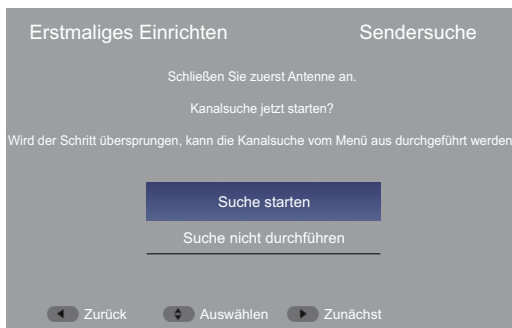 Erstmaliges Einrichten Sendersuche
Schließen Sie zuerst Antenne an.
Kanalsuche jetzt starten?
Wird der Schritt übersprungen, kann die Kanalsuche vom Menü aus durchgeführt werden
Suche starten
Suche nicht durchführen
Zurück Auswählen Zunächst